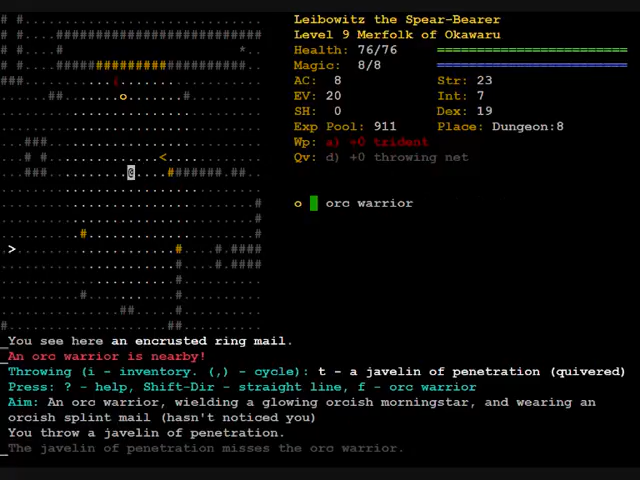 Leibowitz the Spear-Bearer
Level 9 Merfolk of Okawaru
Health: 76/76
Magic: 8/8
AC: 8 Str: 23
EV: 20 Int: 7
SH: 0 Dex: 19
Exp Pool: 911 Place: Dungeon:8
Wp: a) +0 trident
Qv: d) +0 throwing net
o orc warrior
_You see here an encrusted ring mail.
_An orc warrior is nearby!
Throwing (i - inventory. (,) - cycle): t - a javelin of penetration (quivered)
Press: ? - help, Shift-Dir - straight line, f - orc warrior
Aim: An orc warrior, wielding a glowing orcish morningstar, and wearing an
orcish splint mail (hasn't noticed you)
You throw a javelin of penetration.
_The javelin of penetration misses the orc warrior.